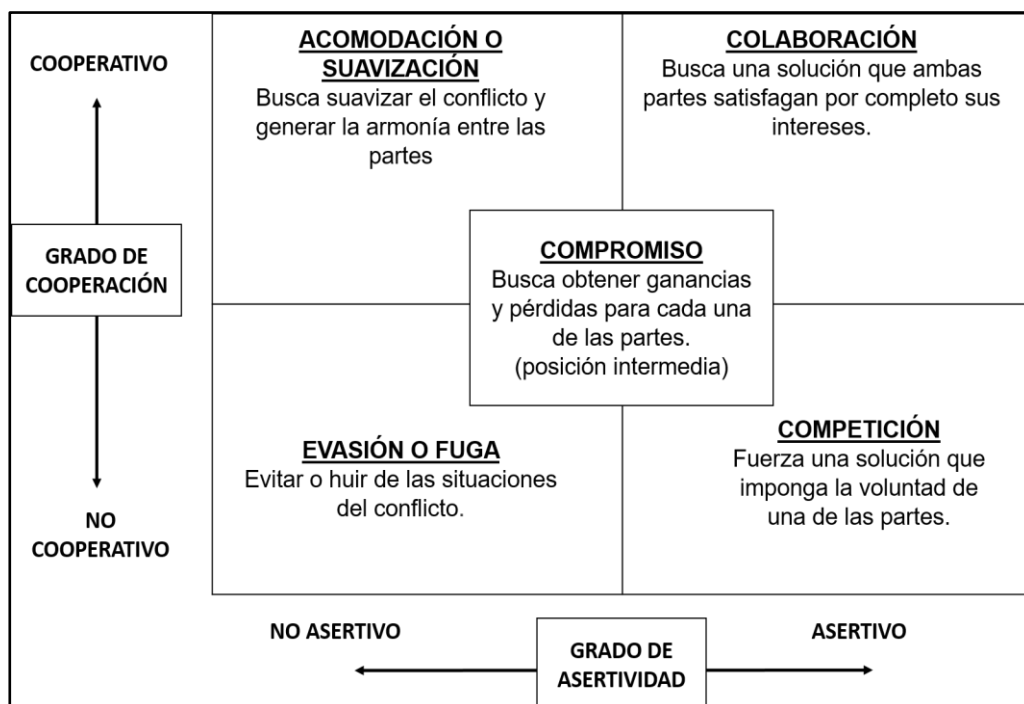 COOPERATIVO
GRADO DE
COOPERACIÓN
NO
COOPERATIVO
ACOMODACIÓN O
SUAVIZACIÓN
Busca suavizar el conflicto y
generar la armonía entre las
partes
COLABORACIÓN
Busca una solución que ambas
partes satisfagan por completo sus
intereses.
COMPROMISO
Busca obtener ganancias
y pérdidas para cada una
de las partes.
(posición intermedia)
EVASIÓN O FUGA
Evitar o huir de las situaciones
del conflicto.
COMPETICIÓN
Fuerza una solución que
imponga la voluntad de
una de las partes.
NO ASERTIVO
GRADO DE
ASERTIVIDAD
ASERTIVO